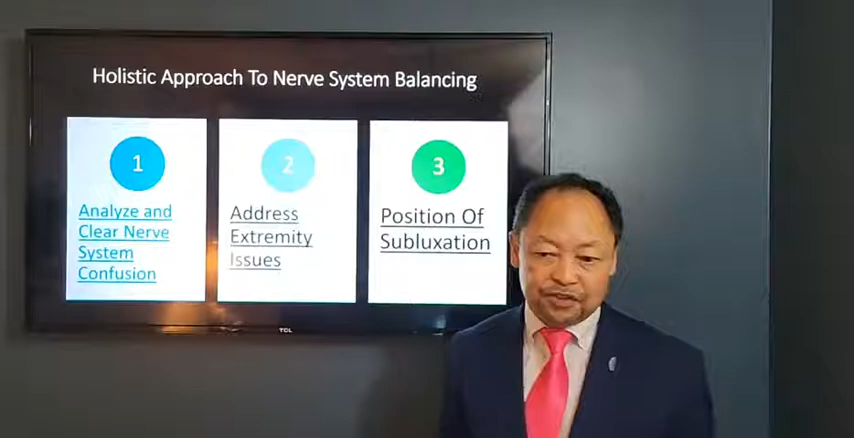 Holistic Approach To Nerve System Balancing
1
Analyze and
Clear Nerve
System
Confusion
2
Address
Extremity
Issues
3
Position Of
Subluxation
TCL